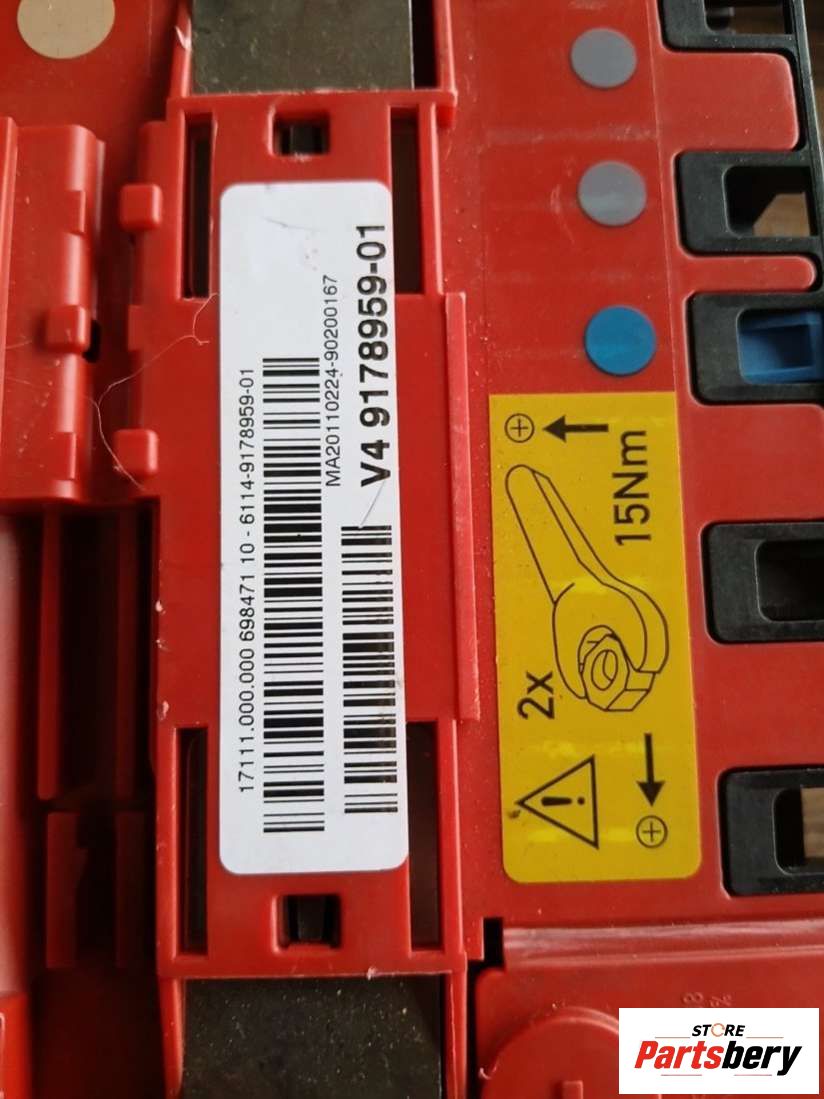 17111.000.000 698471 10 - 6114-9178959-01
MA20110224-90200167
V4 9178959-01
2x
15Nm
STORE
Partsbery